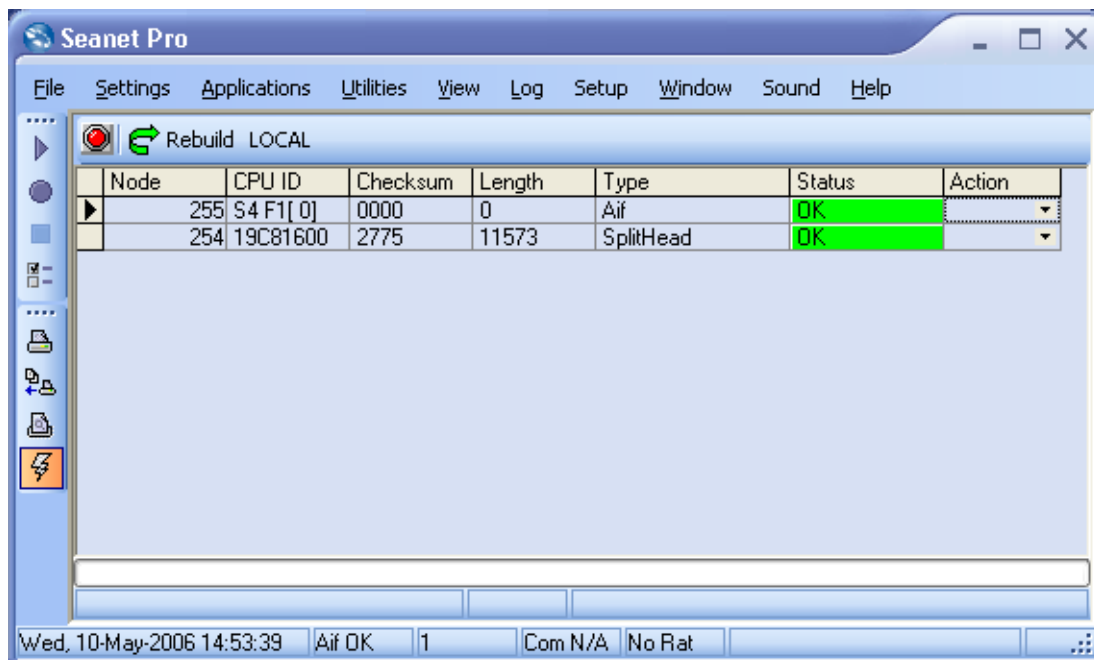 Seanet Pro
File Settings Applications Utilities View Log Setup Window Sound Help
Rebuild LOCAL
Node CPU ID Checksum Length Type Status Action
255 S4 F1[ 0] 0000 0 Aif OK
254 19C81600 2775 11573 SplitHead OK
Wed, 10-May-2006 14:53:39 Aif OK 1 Com N/A No Rat